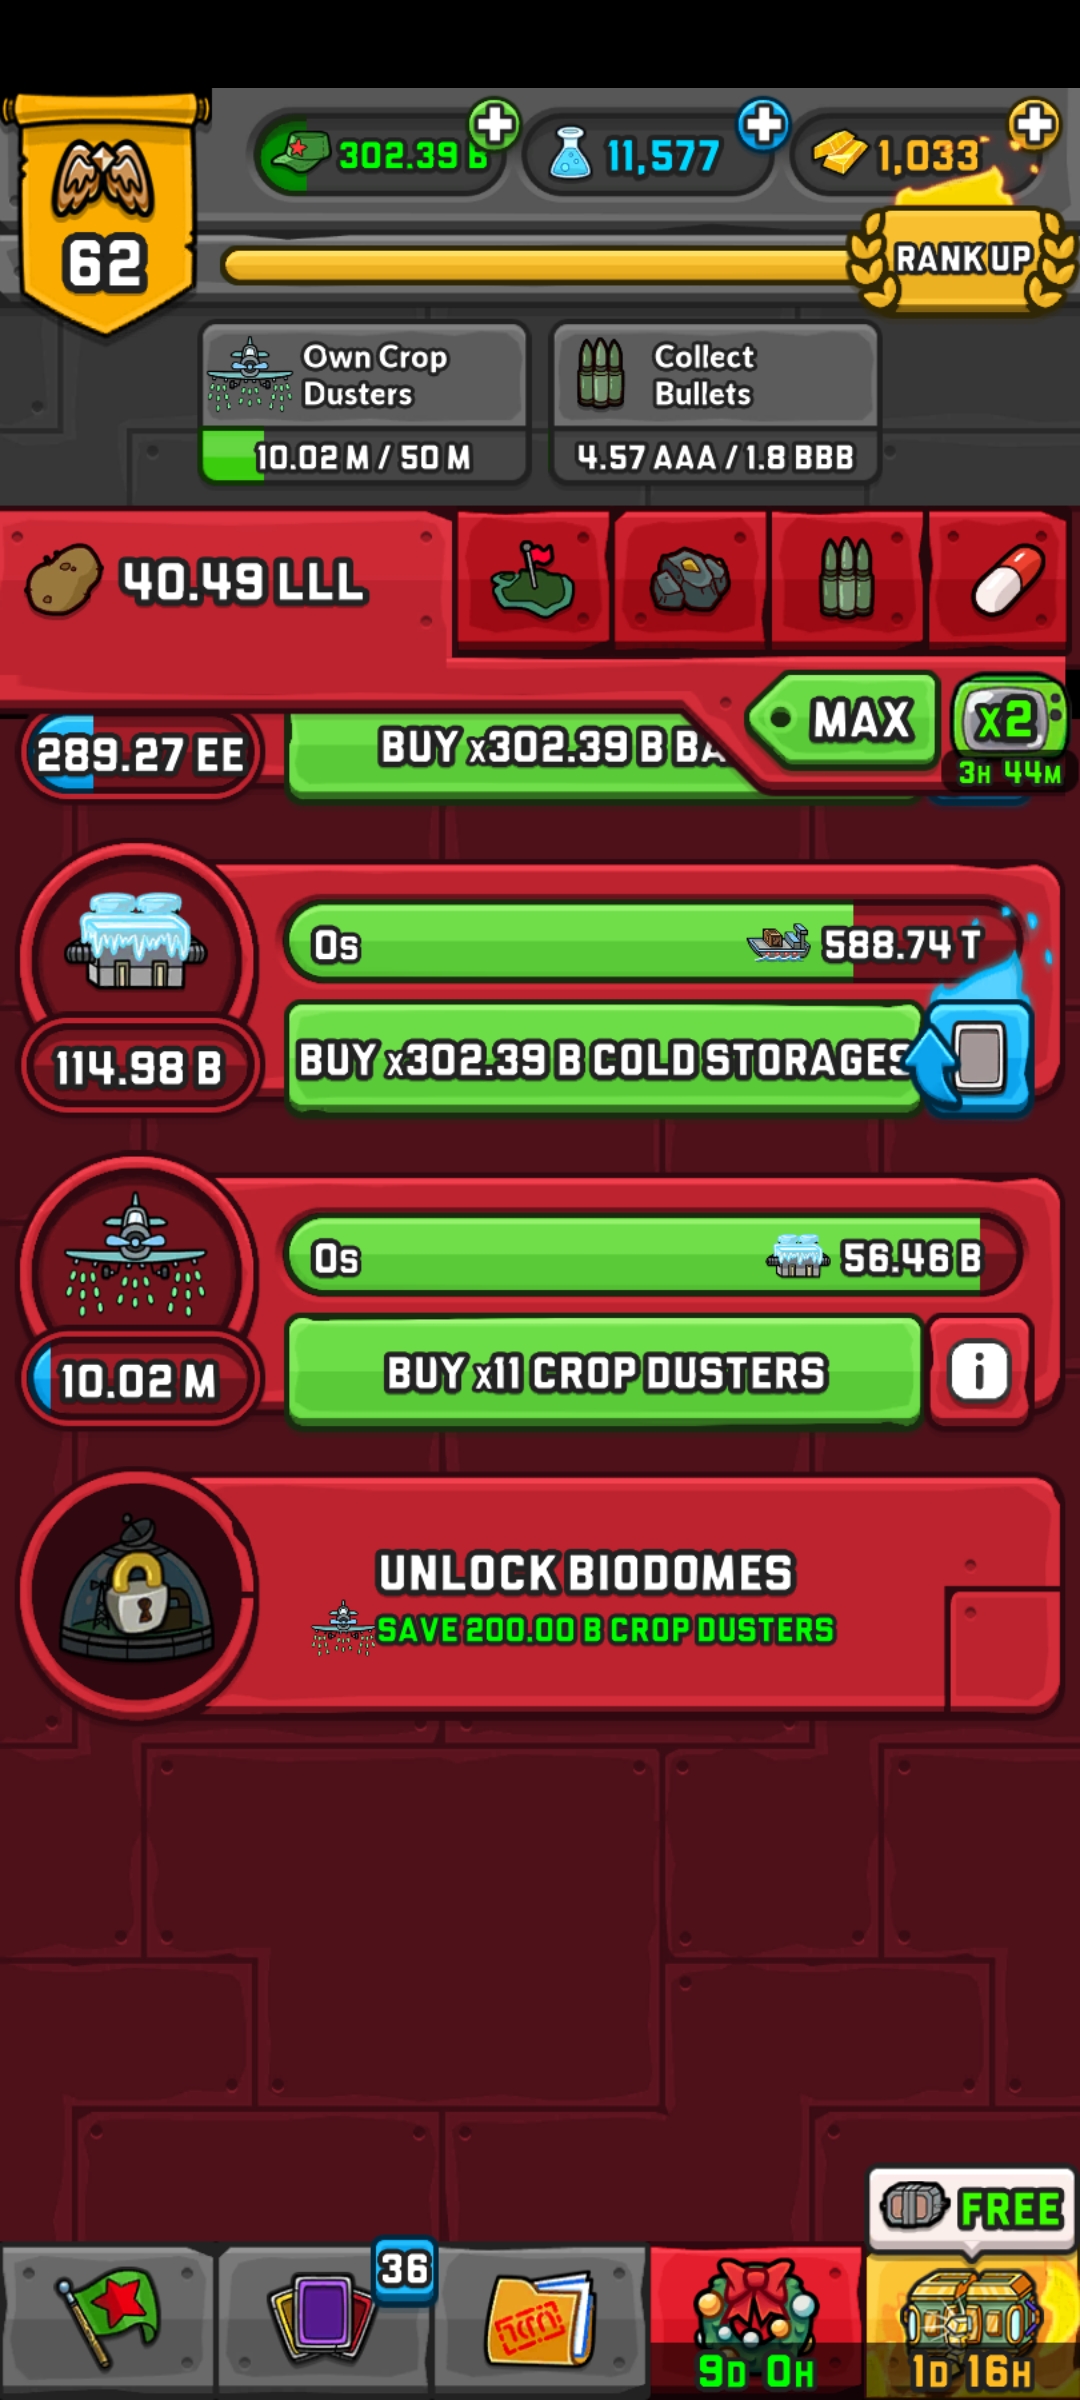 302.39 B
11,577
1,033
62
RANK UP
Own Crop
Dusters
10.02 M / 50 M
Collect
Bullets
4.57 AAA / 1.8 BBB
40.49 LLL
MAX
x2
3H 44M
289.27 EE
BUY x302.39 B BA
0s
588.74 T
114.98 B
BUY x302.39 B COLD STORAGES
0s
56.46 B
10.02 M
BUY x11 CROP DUSTERS
i
UNLOCK BIODOMES
SAVE 200.00 B CROP DUSTERS
FREE
36
9D 0H
1D 16H